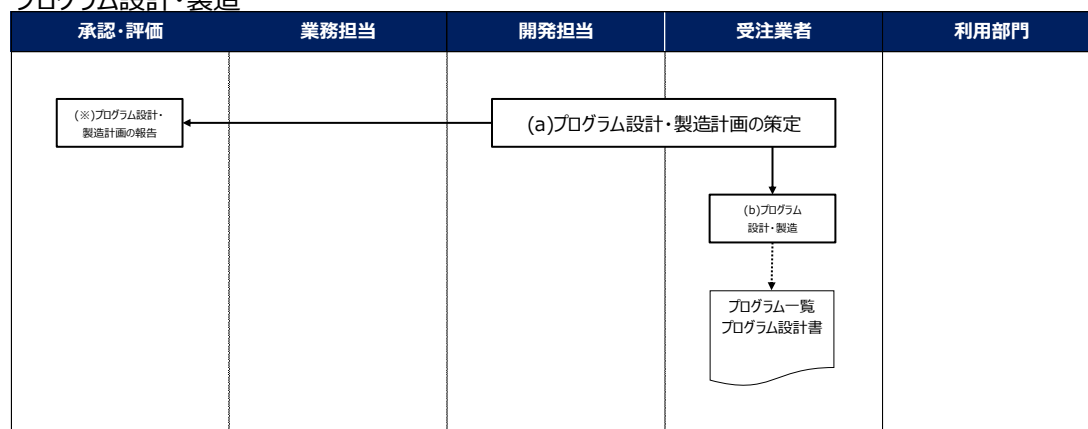 プログラム設計・製造
承認・評価
業務担当
開発担当
受注業者
利用部門
(※)プログラム設計・
製造計画の報告
(a)プログラム設計・製造計画の策定
(b)プログラム
設計・製造
プログラム一覧
プログラム設計書